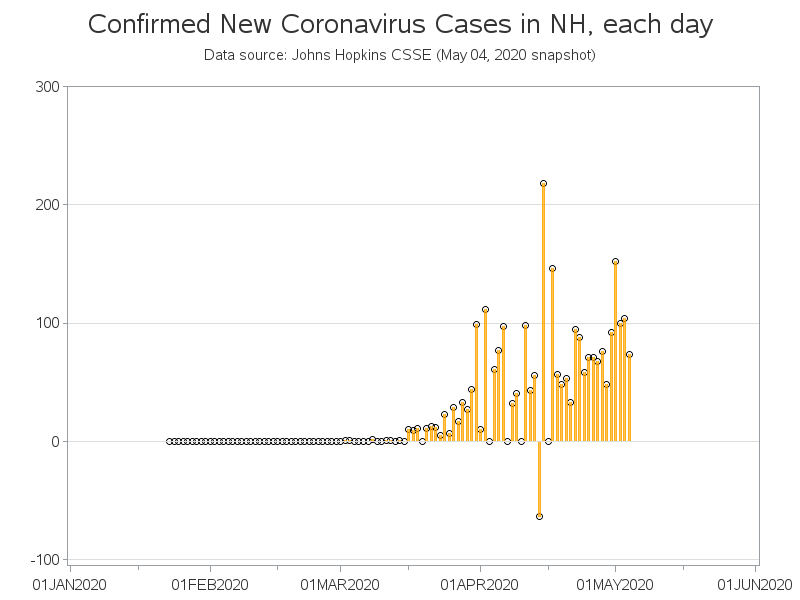 Confirmed New Coronavirus Cases in NH, each day
Data source: Johns Hopkins CSSE (May 04, 2020 snapshot)
300
200
100
0
-100
01JAN2020 01FEB2020 01MAR2020 01APR2020 01MAY2020 01JUN2020